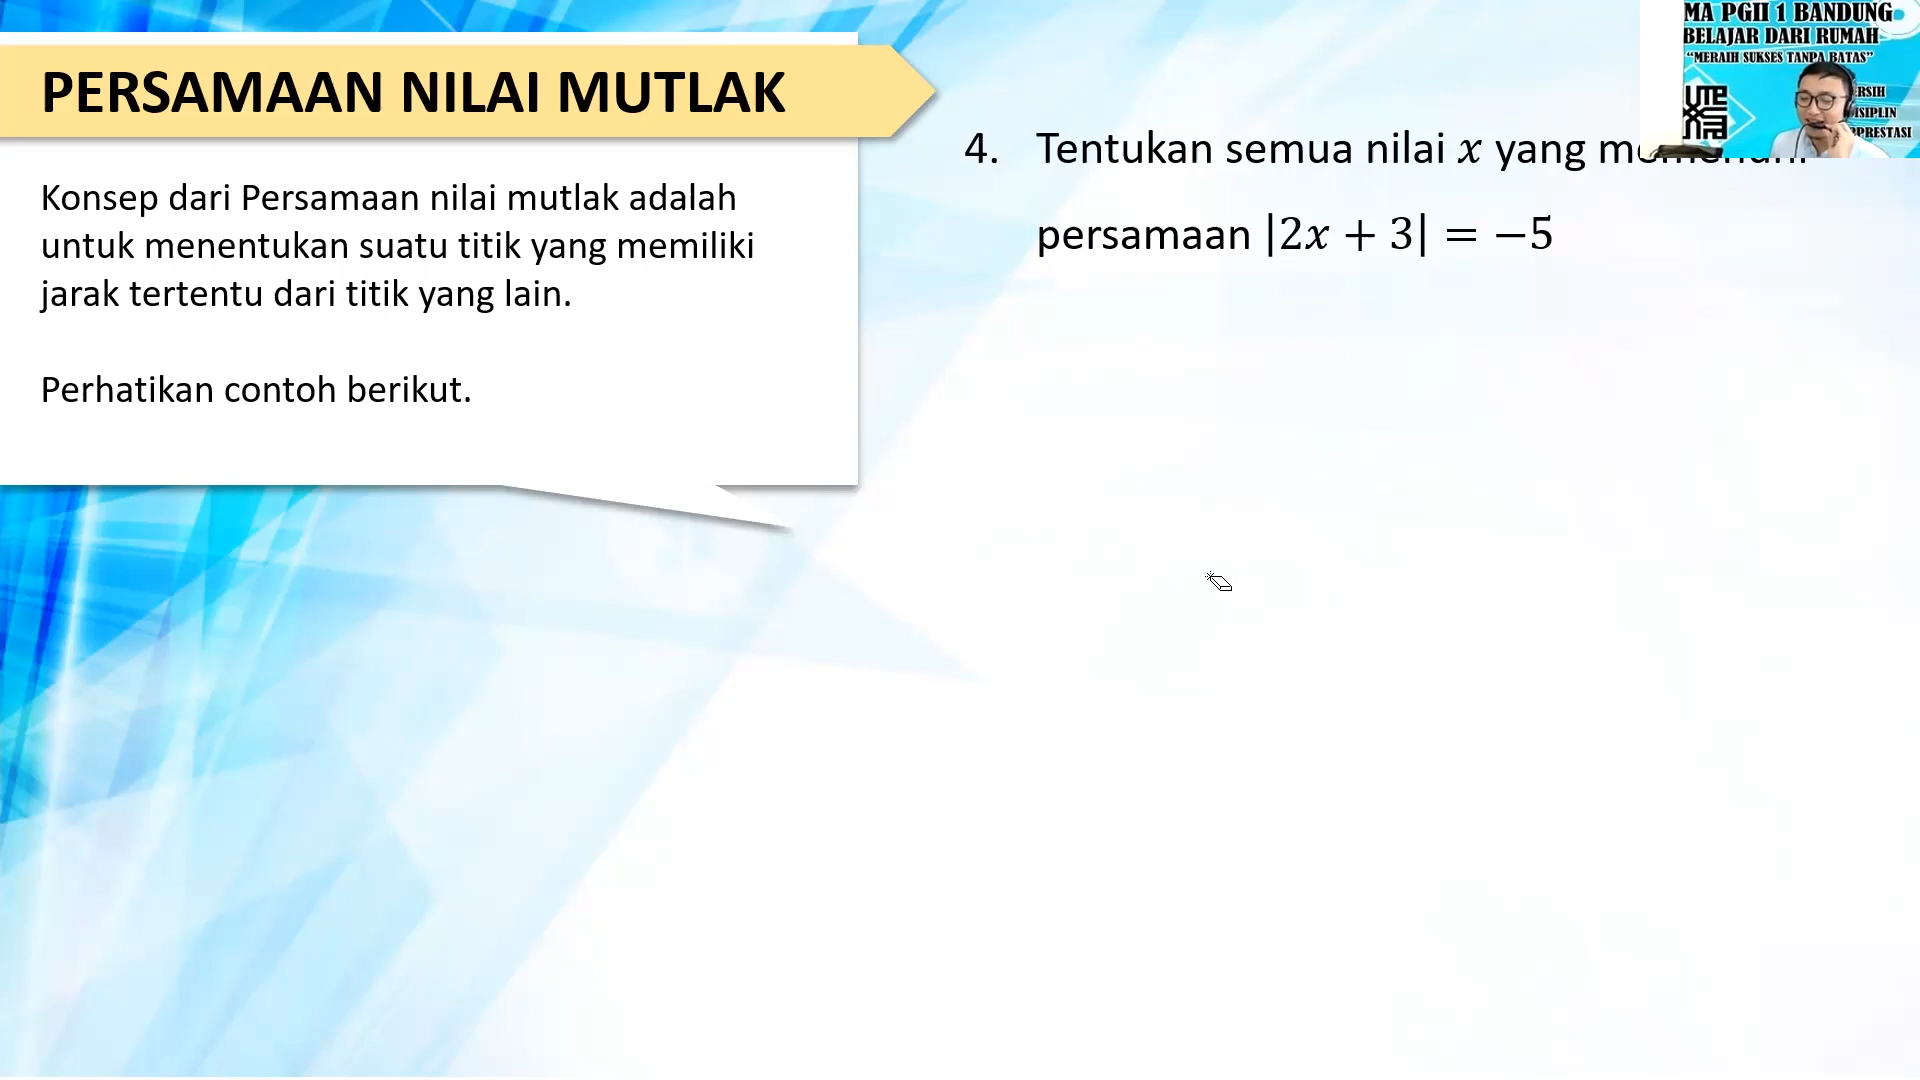 PERSAMAAN NILAI MUTLAK
Konsep dari Persamaan nilai mutlak adalah
untuk menentukan suatu titik yang memiliki
jarak tertentu dari titik yang lain.
Perhatikan contoh berikut.
4. Tentukan semua nilai x yang
persamaan |2x + 3| = −5
MA PGII 1 BANDUNG
BELAJAR DARI RUMAH
“MERAIH SUKSES TANPA BATAS”